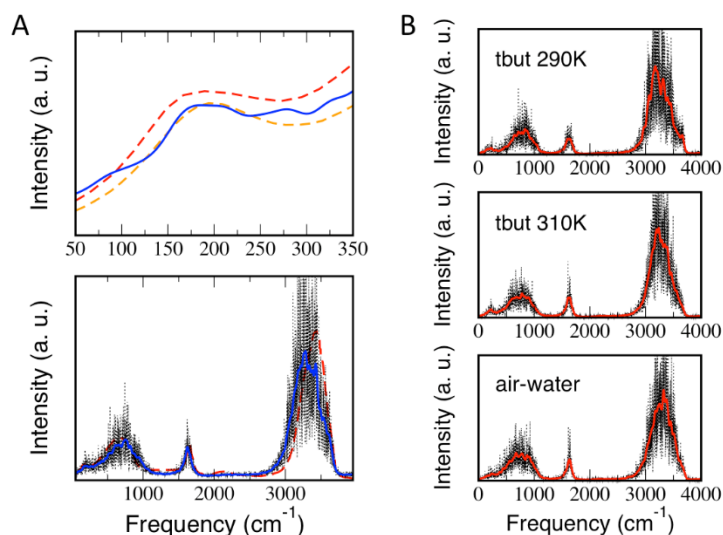 A
Intensity (a. u.)
50 100 150 200 250 300 350
Intensity (a. u.)
1000 2000 3000
Frequency (cm⁻¹)
B
tbut 290K
Intensity (a. u.)
0 1000 2000 3000 4000
tbut 310K
Intensity (a. u.)
0 1000 2000 3000 4000
air-water
Intensity (a. u.)
0 1000 2000 3000 4000
Frequency (cm⁻¹)